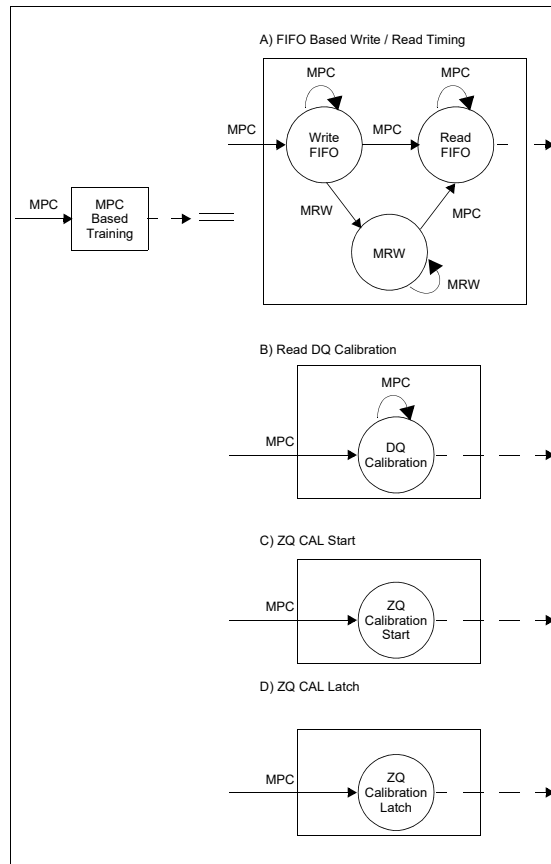 A) FIFO Based Write / Read Timing
MPC
MPC
MPC
Write
FIFO
MPC
Read
FIFO
MRW
MPC
MRW
MRW
MPC
MPC
Based
Training
B) Read DQ Calibration
MPC
MPC
DQ
Calibration
C) ZQ CAL Start
MPC
ZQ
Calibration
Start
D) ZQ CAL Latch
MPC
ZQ
Calibration
Latch